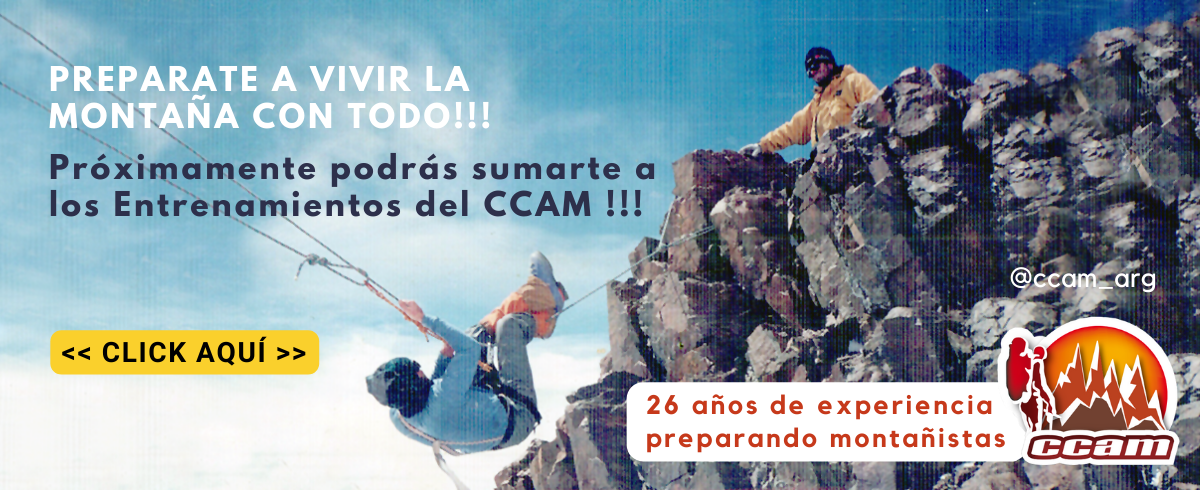 PREPARATE A VIVIR LA
MONTAÑA CON TODO!!!
Próximamente podrás sumarte a
los Entrenamientos del CCAM !!!
@ccam_arg
<< CLICK AQUÍ >>
26 años de experiencia
preparando montañistas
ccam